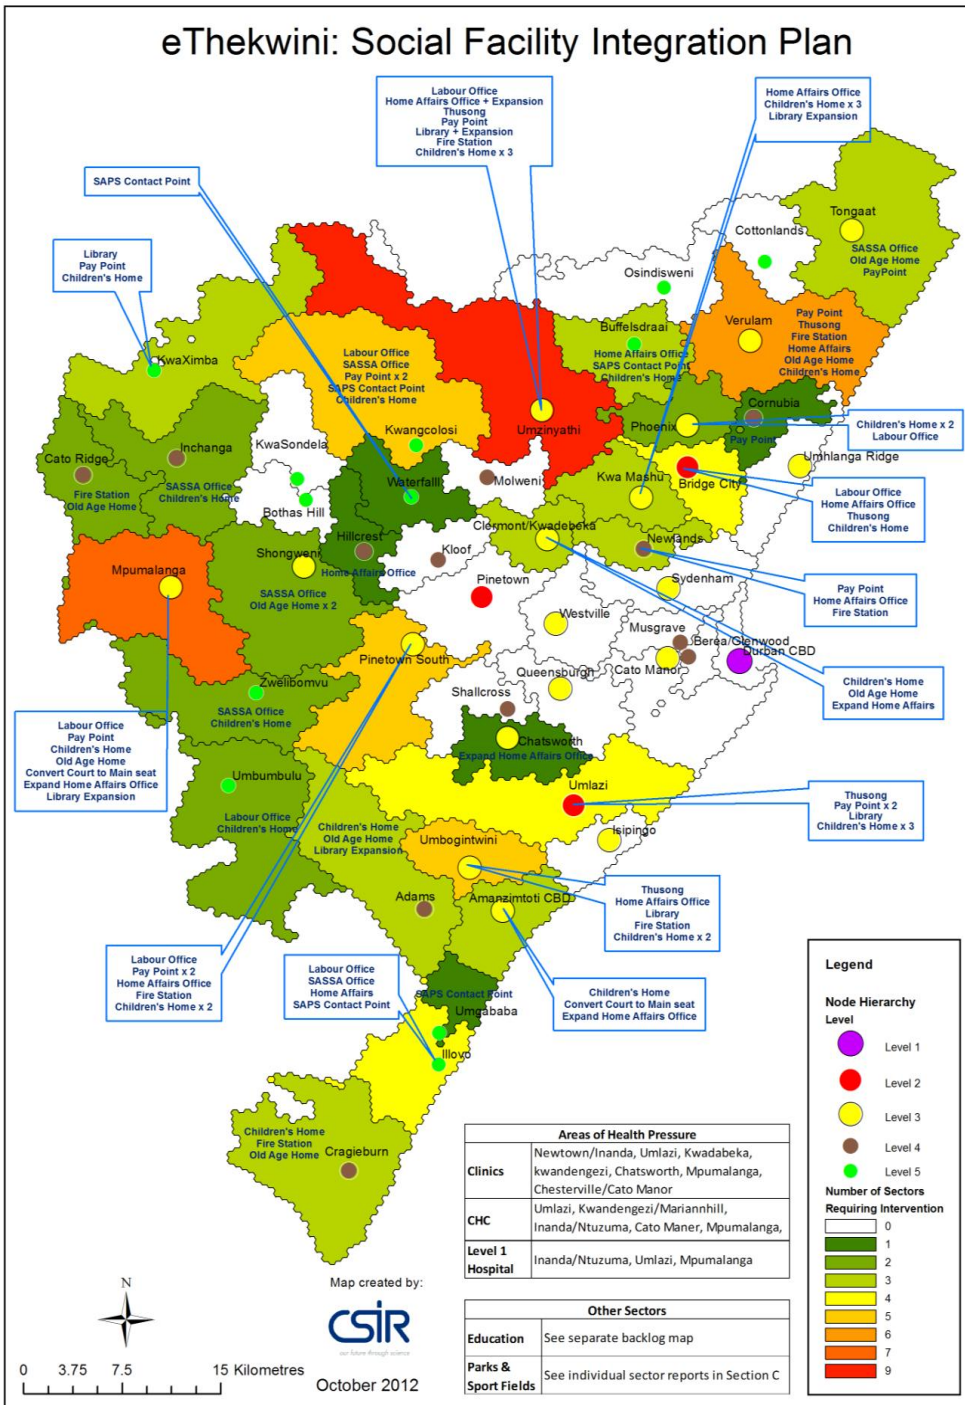 eThekwini: Social Facility Integration Plan
Labour Office
Home Affairs Office + Expansion
Thusong
Pay Point
Library + Expansion
Fire Station
Children's Home x 3
Home Affairs Office
Children's Home x 3
Library Expansion
SAPS Contact Point
Library
Pay Point
Children's Home
Tongaat
SASSA Office
Old Age Home
PayPoint
Cottonlands
Osindisweni
Verulam
Pay Point
Thusong
Fire Station
Home Affairs
Old Age Home
Children's Home
Buffelsdraai
Home Affairs Office
SAPS Contact Point
Children's Home
KwaXimba
Labour Office
SASSA Office
Pay Point x 2
SAPS Contact Point
Children's Home
Kwangcolosi
Umzinyathi
Phoenix
Cornubia
Pay Point
Children's Home x 2
Labour Office
Umhlanga Ridge
Cato Ridge
Fire Station
Old Age Home
Inchanga
SASSA Office
Children's Home
KwaSondela
Bothas Hill
Waterfalll
Molweni
Kwa Mashu
Bridge City
Labour Office
Home Affairs Office
Thusong
Children's Home
Clermont/Kwadebeka
Newlands
Hillcrest
Home Affairs Office
Kloof
Mpumalanga
Shongweni
SASSA Office
Old Age Home x 2
Pinetown
Sydenham
Pay Point
Home Affairs Office
Fire Station
Westville
Musgrave
Berea/Glenwood
Durban CBD
Cato Manor
Pinetown South
Queensburgh
Shallcross
Zwelibomvu
SASSA Office
Children's Home
Children's Home
Old Age Home
Expand Home Affairs
Labour Office
Pay Point
Children's Home
Old Age Home
Convert Court to Main seat
Expand Home Affairs Office
Library Expansion
Chatsworth
Expand Home Affairs Office
Umbumbulu
Labour Office
Children's Home
Umlazi
Thusong
Pay Point x 2
Library
Children's Home x 3
Isipingo
Children's Home
Old Age Home
Library Expansion
Umbogintwini
Adams
Amanzimtoti CBD
Thusong
Home Affairs Office
Library
Fire Station
Children's Home x 2
Labour Office
Pay Point x 2
Home Affairs Office
Fire Station
Children's Home x 2
Labour Office
SASSA Office
Home Affairs
SAPS Contact Point
SAPS Contact Point
Umgababa
Children's Home
Convert Court to Main seat
Expand Home Affairs Office
Illovo
Children's Home
Fire Station
Old Age Home
Cragieburn
Legend
Node Hierarchy
Level
Level 1
Level 2
Level 3
Level 4
Level 5
Number of Sectors
Requiring Intervention
0
1
2
3
4
5
6
7
9
Areas of Health Pressure
Clinics
Newtown/Inanda, Umlazi, Kwadabeka,
kwandengezi, Chatsworth, Mpumalanga,
Chesterville/Cato Manor
CHC
Umlazi, Kwandengezi/Mariannhill,
Inanda/Ntuzuma, Cato Maner, Mpumalanga,
Level 1
Hospital
Inanda/Ntuzuma, Umlazi, Mpumalanga
Other Sectors
Education
See separate backlog map
Parks &
Sport Fields
See individual sector reports in Section C
N
Map created by:
CSIR
our future through science
October 2012
0 3.75 7.5 15 Kilometres